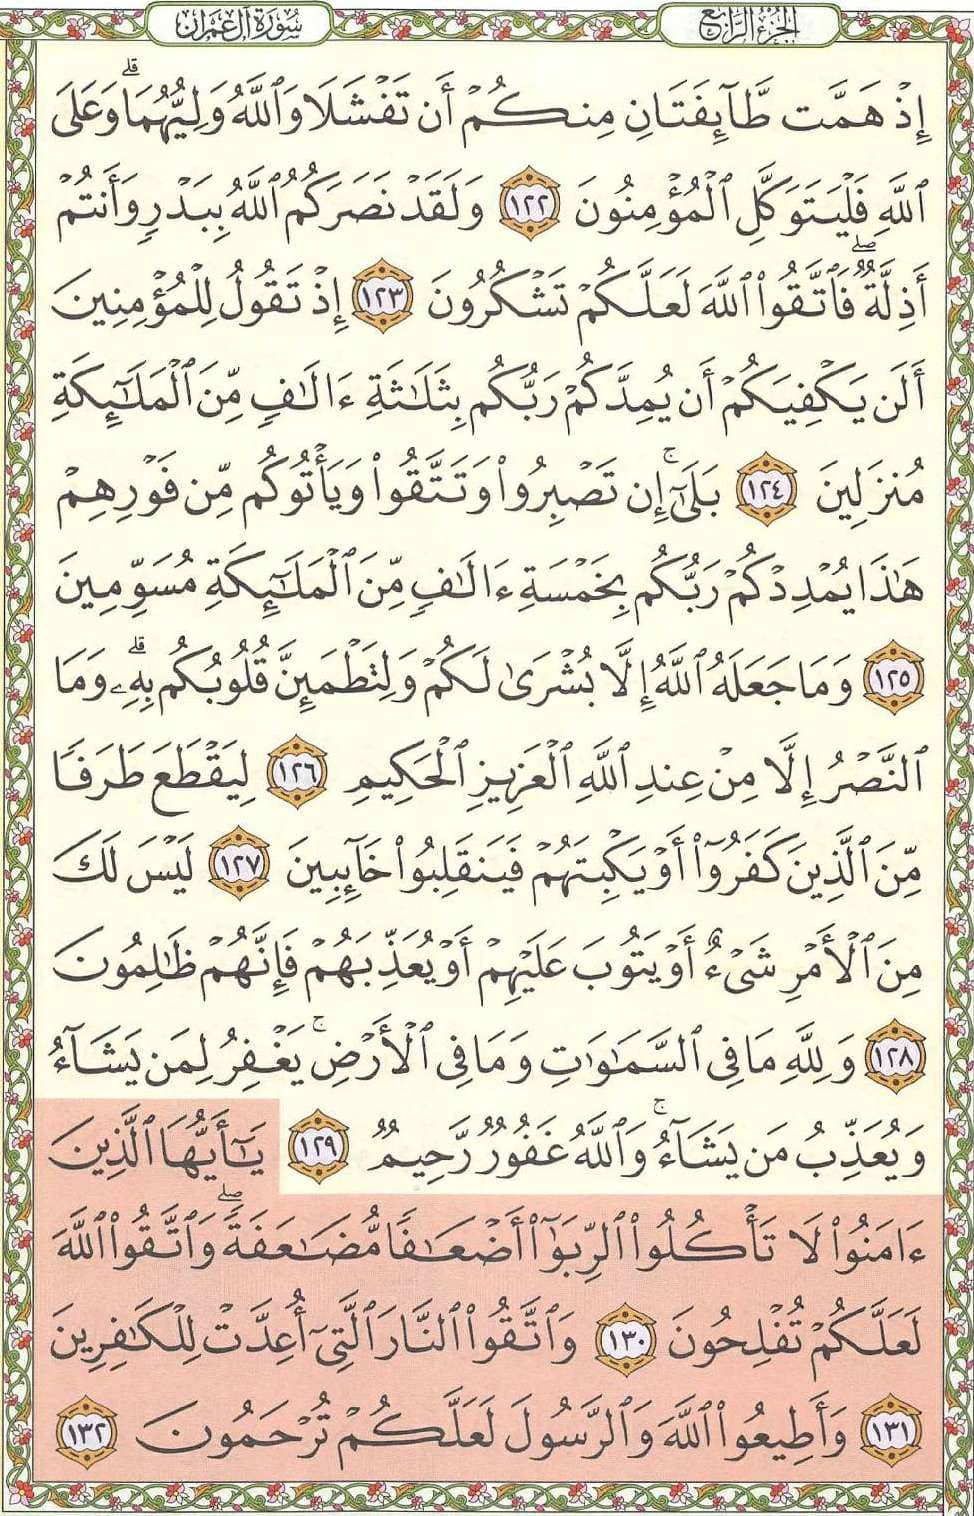 الجزء الرابع سورة آل عمران
إِذۡ هَمَّت طَّآئِفَتَانِ مِنكُمۡ أَن تَفۡشَلَا وَٱللَّهُ وَلِيُّهُمَاۗ وَعَلَى
ٱللَّهِ فَلۡيَتَوَكَّلِ ٱلۡمُؤۡمِنُونَ ١٢٢ وَلَقَدۡ نَصَرَكُمُ ٱللَّهُ بِبَدۡرٖ وَأَنتُمۡ
أَذِلَّةٞۖ فَٱتَّقُواْ ٱللَّهَ لَعَلَّكُمۡ تَشۡكُرُونَ ١٢٣ إِذۡ تَقُولُ لِلۡمُؤۡمِنِينَ
أَلَن يَكۡفِيَكُمۡ أَن يُمِدَّكُمۡ رَبُّكُم بِثَلَٰثَةِ ءَالَٰفٖ مِّنَ ٱلۡمَلَٰٓئِكَةِ
مُنزَلِينَ ١٢٤ بَلَىٰٓۚ إِن تَصۡبِرُواْ وَتَتَّقُواْ وَيَأۡتُوكُم مِّن فَوۡرِهِمۡ
هَٰذَا يُمۡدِدۡكُمۡ رَبُّكُم بِخَمۡسَةِ ءَالَٰفٖ مِّنَ ٱلۡمَلَٰٓئِكَةِ مُسَوِّمِينَ
١٢٥ وَمَا جَعَلَهُ ٱللَّهُ إِلَّا بُشۡرَىٰ لَكُمۡ وَلِتَطۡمَئِنَّ قُلُوبُكُم بِهِۦۗ وَمَا
ٱلنَّصۡرُ إِلَّا مِنۡ عِندِ ٱللَّهِ ٱلۡعَزِيزِ ٱلۡحَكِيمِ ١٢٦ لِيَقۡطَعَ طَرَفٗا
مِّنَ ٱلَّذِينَ كَفَرُوٓاْ أَوۡ يَكۡبِتَهُمۡ فَيَنقَلِبُواْ خَآئِبِينَ ١٢٧ لَيۡسَ لَكَ
مِنَ ٱلۡأَمۡرِ شَيۡءٌ أَوۡ يَتُوبَ عَلَيۡهِمۡ أَوۡ يُعَذِّبَهُمۡ فَإِنَّهُمۡ ظَٰلِمُونَ
١٢٨ وَلِلَّهِ مَا فِي ٱلسَّمَٰوَٰتِ وَمَا فِي ٱلۡأَرۡضِۚ يَغۡفِرُ لِمَن يَشَآءُ
وَيُعَذِّبُ مَن يَشَآءُۚ وَٱللَّهُ غَفُورٞ رَّحِيمٞ ١٢٩ يَٰٓأَيُّهَا ٱلَّذِينَ
ءَامَنُواْ لَا تَأۡكُلُواْ ٱلرِّبَوٰٓاْ أَضۡعَٰفٗا مُّضَٰعَفَةٗۖ وَٱتَّقُواْ ٱللَّهَ
لَعَلَّكُمۡ تُفۡلِحُونَ ١٣٠ وَٱتَّقُواْ ٱلنَّارَ ٱلَّتِيٓ أُعِدَّتۡ لِلۡكَٰفِرِينَ
١٣١ وَأَطِيعُواْ ٱللَّهَ وَٱلرَّسُولَ لَعَلَّكُمۡ تُرۡحَمُونَ ١٣٢